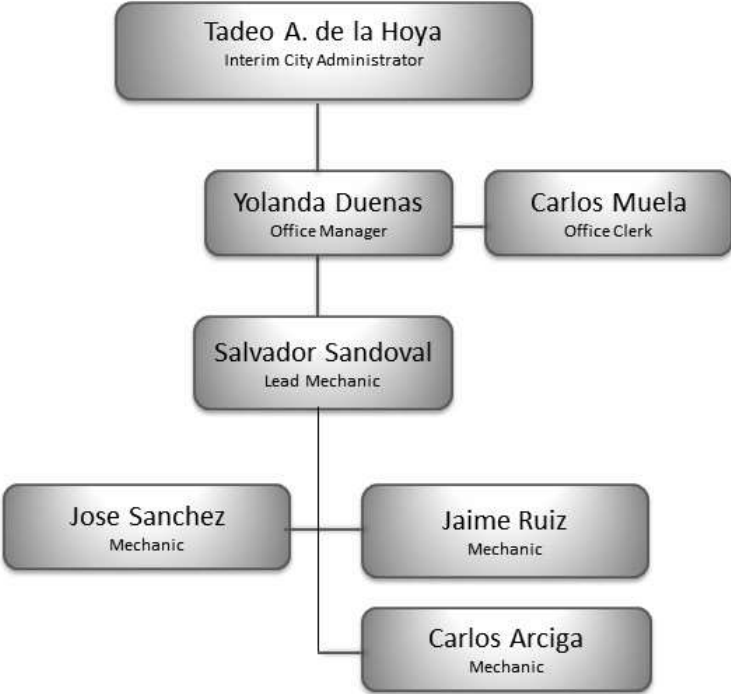 Tadeo A. de la Hoya
Interim City Administrator
Yolanda Duenas
Office Manager
Carlos Muela
Office Clerk
Salvador Sandoval
Lead Mechanic
Jose Sanchez
Mechanic
Jaime Ruiz
Mechanic
Carlos Arciga
Mechanic